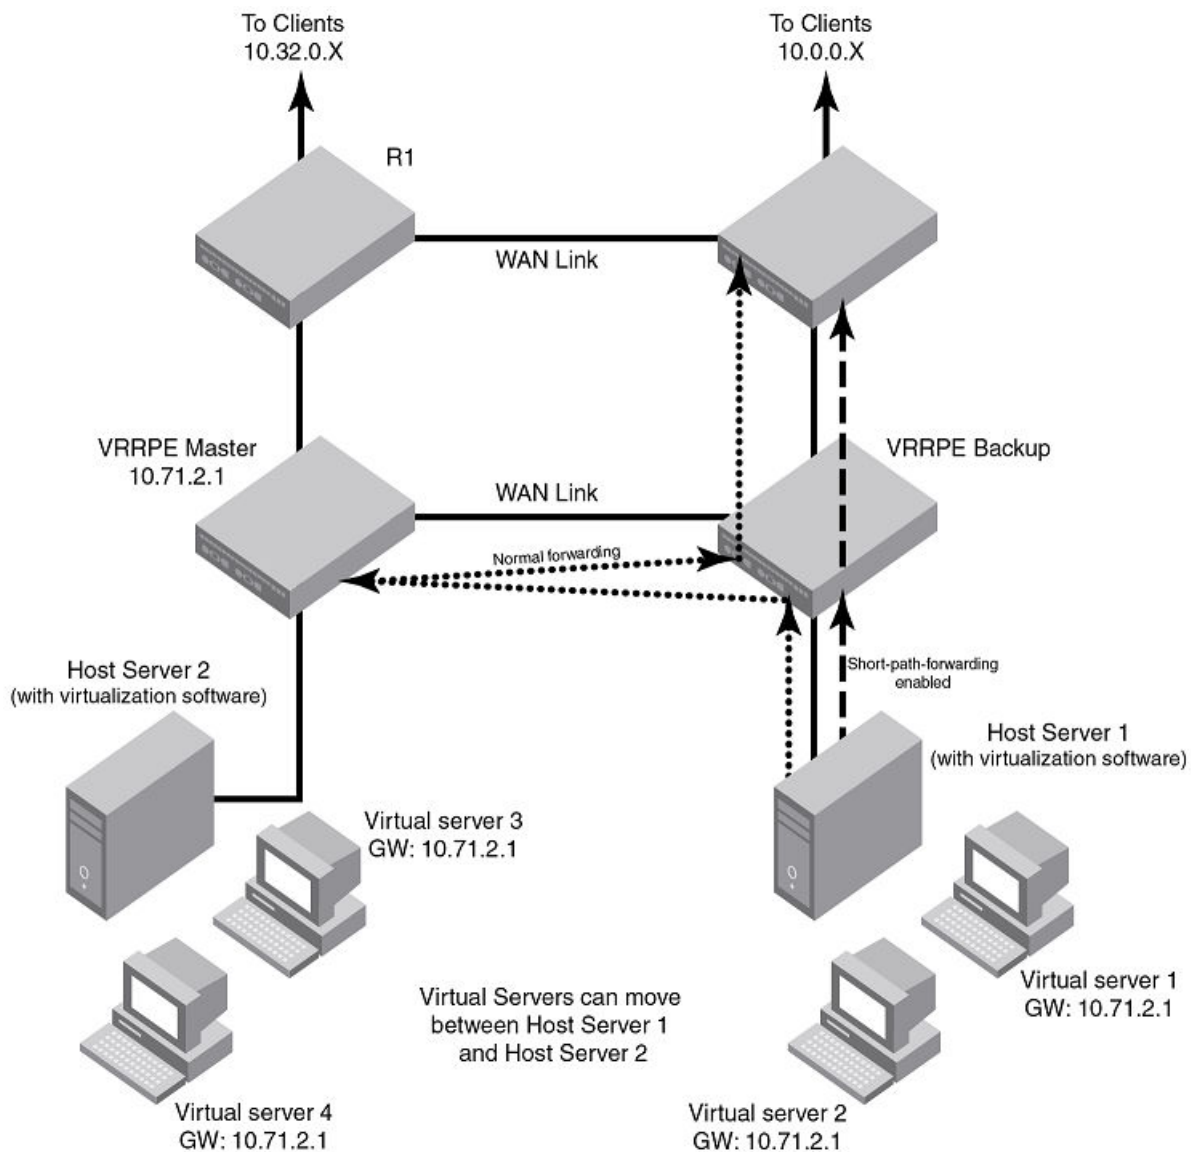 To Clients
10.32.0.X
To Clients
10.0.0.X
R1
WAN Link
VRRPE Master
10.71.2.1
VRRPE Backup
WAN Link
Normal forwarding
Host Server 2
(with virtualization software)
Short-path-forwarding
enabled
Host Server 1
(with virtualization software)
Virtual server 3
GW: 10.71.2.1
Virtual server 1
GW: 10.71.2.1
Virtual Servers can move
between Host Server 1
and Host Server 2
Virtual server 4
GW: 10.71.2.1
Virtual server 2
GW: 10.71.2.1